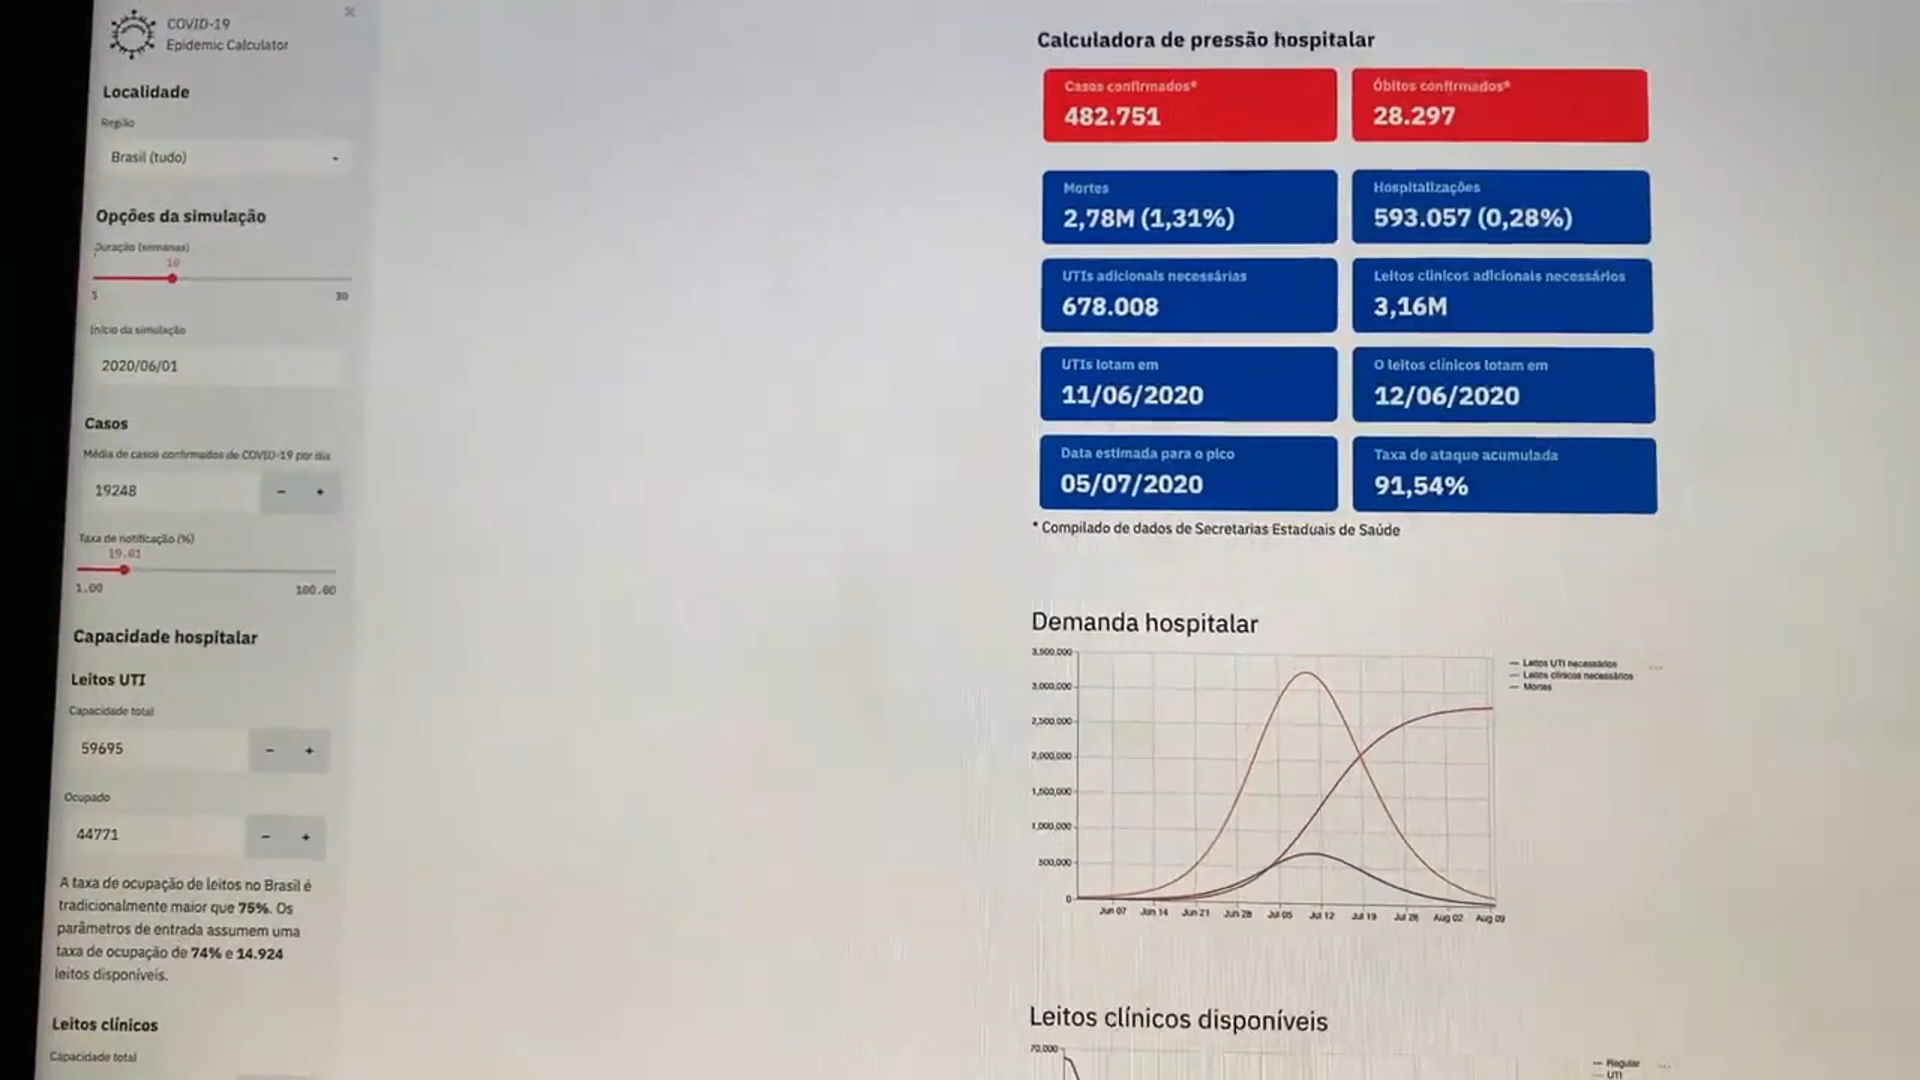 COVID-19
Epidemic Calculator
Localidade
Região
Brasil (tudo)
Opções da simulação
Duração (semanas)
10
5
30
Início da simulação
2020/06/01
Casos
Média de casos confirmados de COVID-19 por dia
19248
− +
Taxa de notificação (%)
19.01
1.00
100.00
Capacidade hospitalar
Leitos UTI
Capacidade total
59695
− +
Ocupado
44771
− +
A taxa de ocupação de leitos no Brasil é
tradicionalmente maior que 75%. Os
parâmetros de entrada assumem uma
taxa de ocupação de 74% e 14.924
leitos disponíveis.
Leitos clínicos
Capacidade total
Calculadora de pressão hospitalar
Casos confirmados*
482.751
Óbitos confirmados*
28.297
Mortes
2,78M (1,31%)
Hospitalizações
593.057 (0,28%)
UTIs adicionais necessárias
678.008
Leitos clínicos adicionais necessários
3,16M
UTIs lotam em
11/06/2020
O leitos clínicos lotam em
12/06/2020
Data estimada para o pico
05/07/2020
Taxa de ataque acumulada
91,54%
* Compilado de dados de Secretarias Estaduais de Saúde
Demanda hospitalar
3,500,000
3,000,000
2,500,000
2,000,000
1,500,000
1,000,000
500,000
0
Jun 07 Jun 14 Jun 21 Jun 28 Jul 05 Jul 12 Jul 19 Jul 26 Aug 02 Aug 09
Leitos UTI necessários
Leitos clínicos necessários
Mortes
Leitos clínicos disponíveis
70,000
Regular
UTI